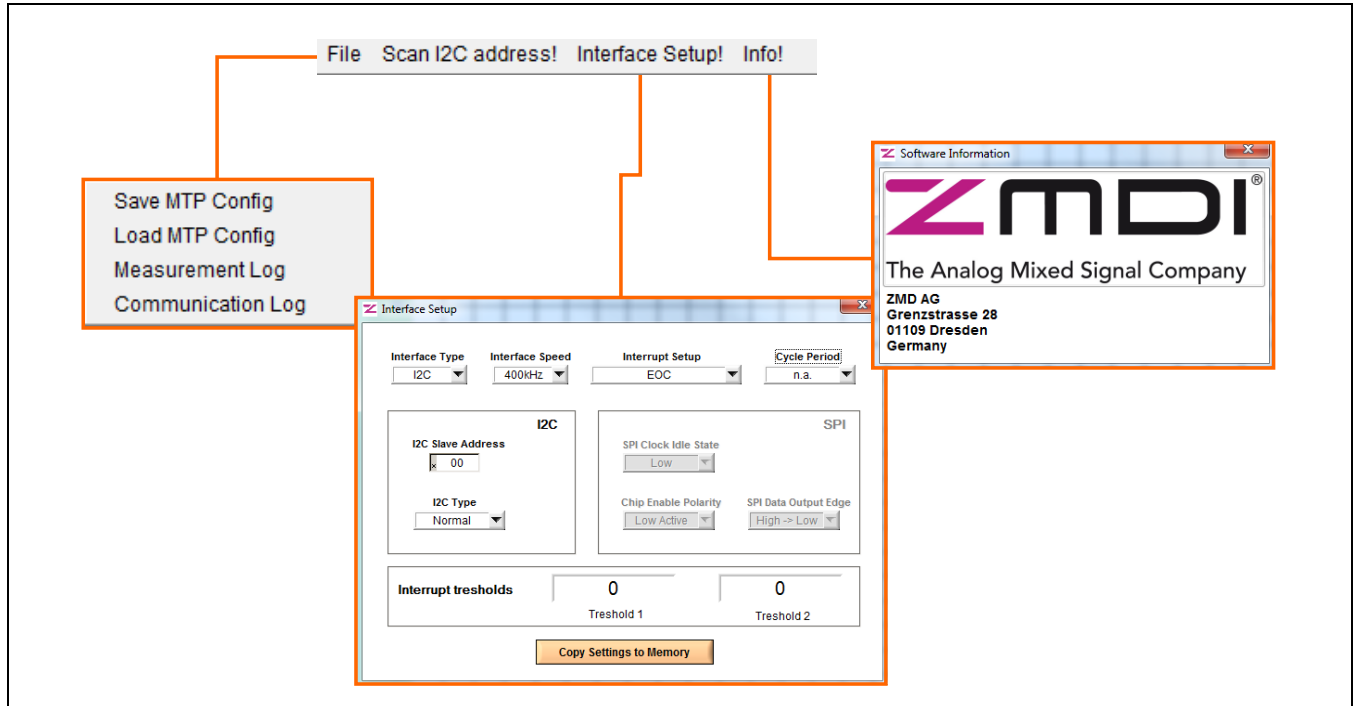 File Scan I2C address! Interface Setup! Info!
Save MTP Config
Load MTP Config
Measurement Log
Communication Log
Software Information
ZMDI®
The Analog Mixed Signal Company
ZMD AG
Grenzstrasse 28
01109 Dresden
Germany
Interface Setup
Interface Type Interface Speed Interrupt Setup Cycle Period
I2C 400kHz EOC n.a.
I2C
I2C Slave Address
x 00
I2C Type
Normal
SPI
SPI Clock Idle State
Low
Chip Enable Polarity SPI Data Output Edge
Low Active High -> Low
Interrupt tresholds 0 0
Treshold 1 Treshold 2
Copy Settings to Memory